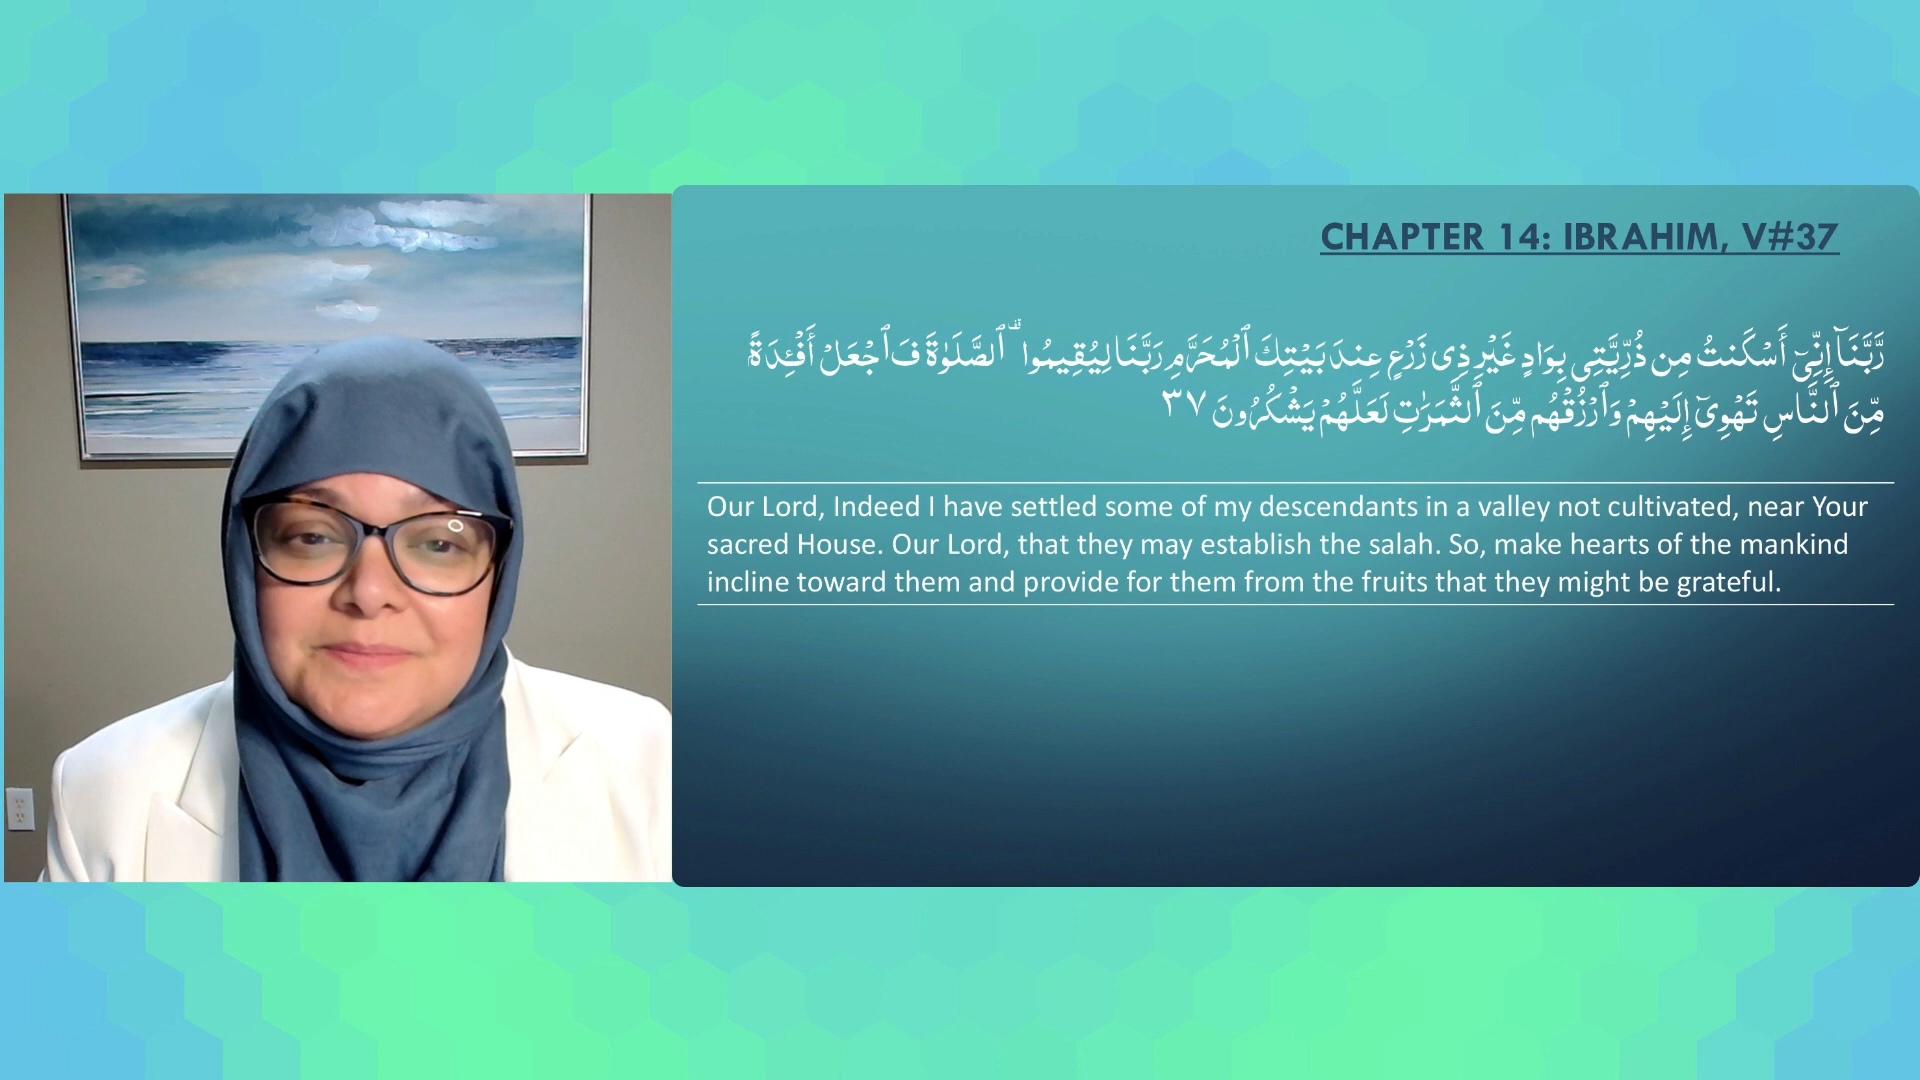 CHAPTER 14: IBRAHIM, V#37
رَّبَّنَآ إِنِّىٓ أَسْكَنتُ مِن ذُرِّيَّتِى بِوَادٍ غَيْرِ ذِى زَرْعٍ عِندَ بَيْتِكَ ٱلْمُحَرَّمِ رَبَّنَا لِيُقِيمُوا۟ ٱلصَّلَوٰةَ فَٱجْعَلْ أَفْـِٔدَةً
مِّنَ ٱلنَّاسِ تَهْوِىٓ إِلَيْهِمْ وَٱرْزُقْهُم مِّنَ ٱلثَّمَرَٰتِ لَعَلَّهُمْ يَشْكُرُونَ ٣٧
Our Lord, Indeed I have settled some of my descendants in a valley not cultivated, near Your
sacred House. Our Lord, that they may establish the salah. So, make hearts of the mankind
incline toward them and provide for them from the fruits that they might be grateful.